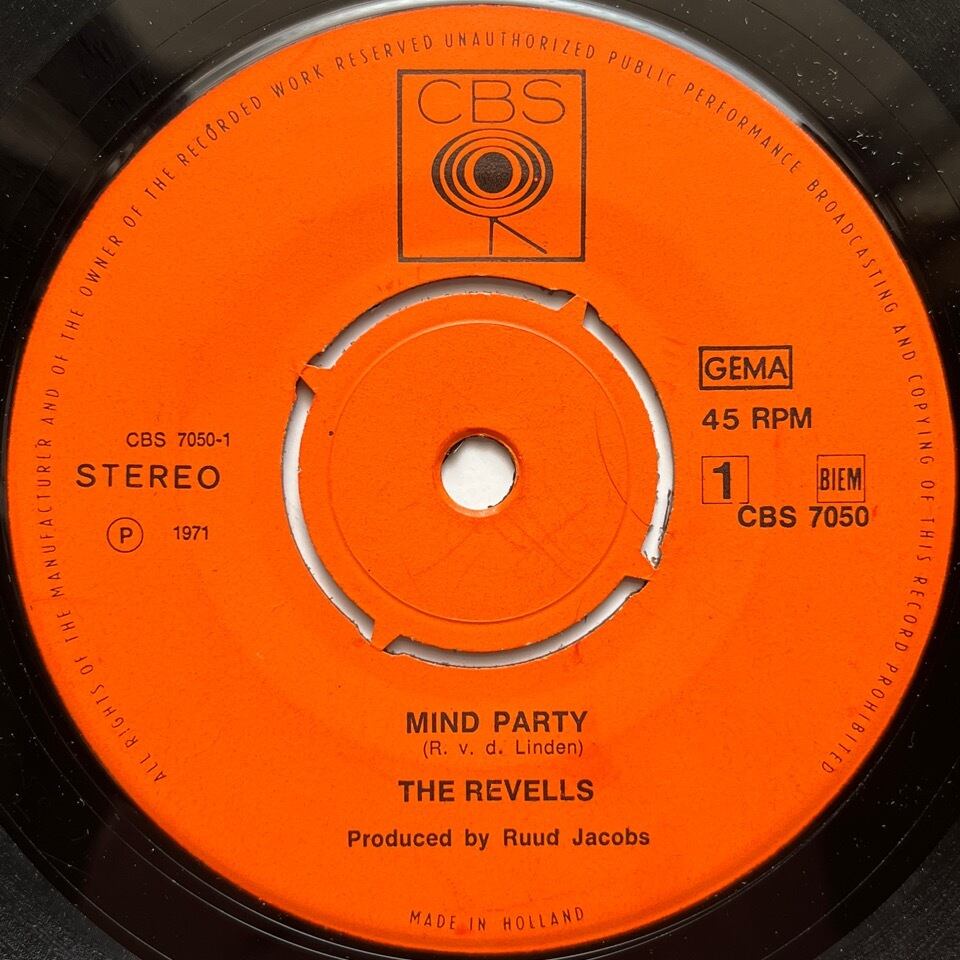 ALL RIGHTS OF THE MANUFACTURER AND OF THE OWNER OF THE RECORDED WORK RESERVED UNAUTHORIZED PUBLIC PERFORMANCE BROADCASTING AND COPYING OF THIS RECORD PROHIBITED
CBS
GEMA
45 RPM
CBS 7050-1
STEREO
1 BIEM
CBS 7050
P 1971
MIND PARTY
(R. v. d. Linden)
THE REVELLS
Produced by Ruud Jacobs
MADE IN HOLLAND